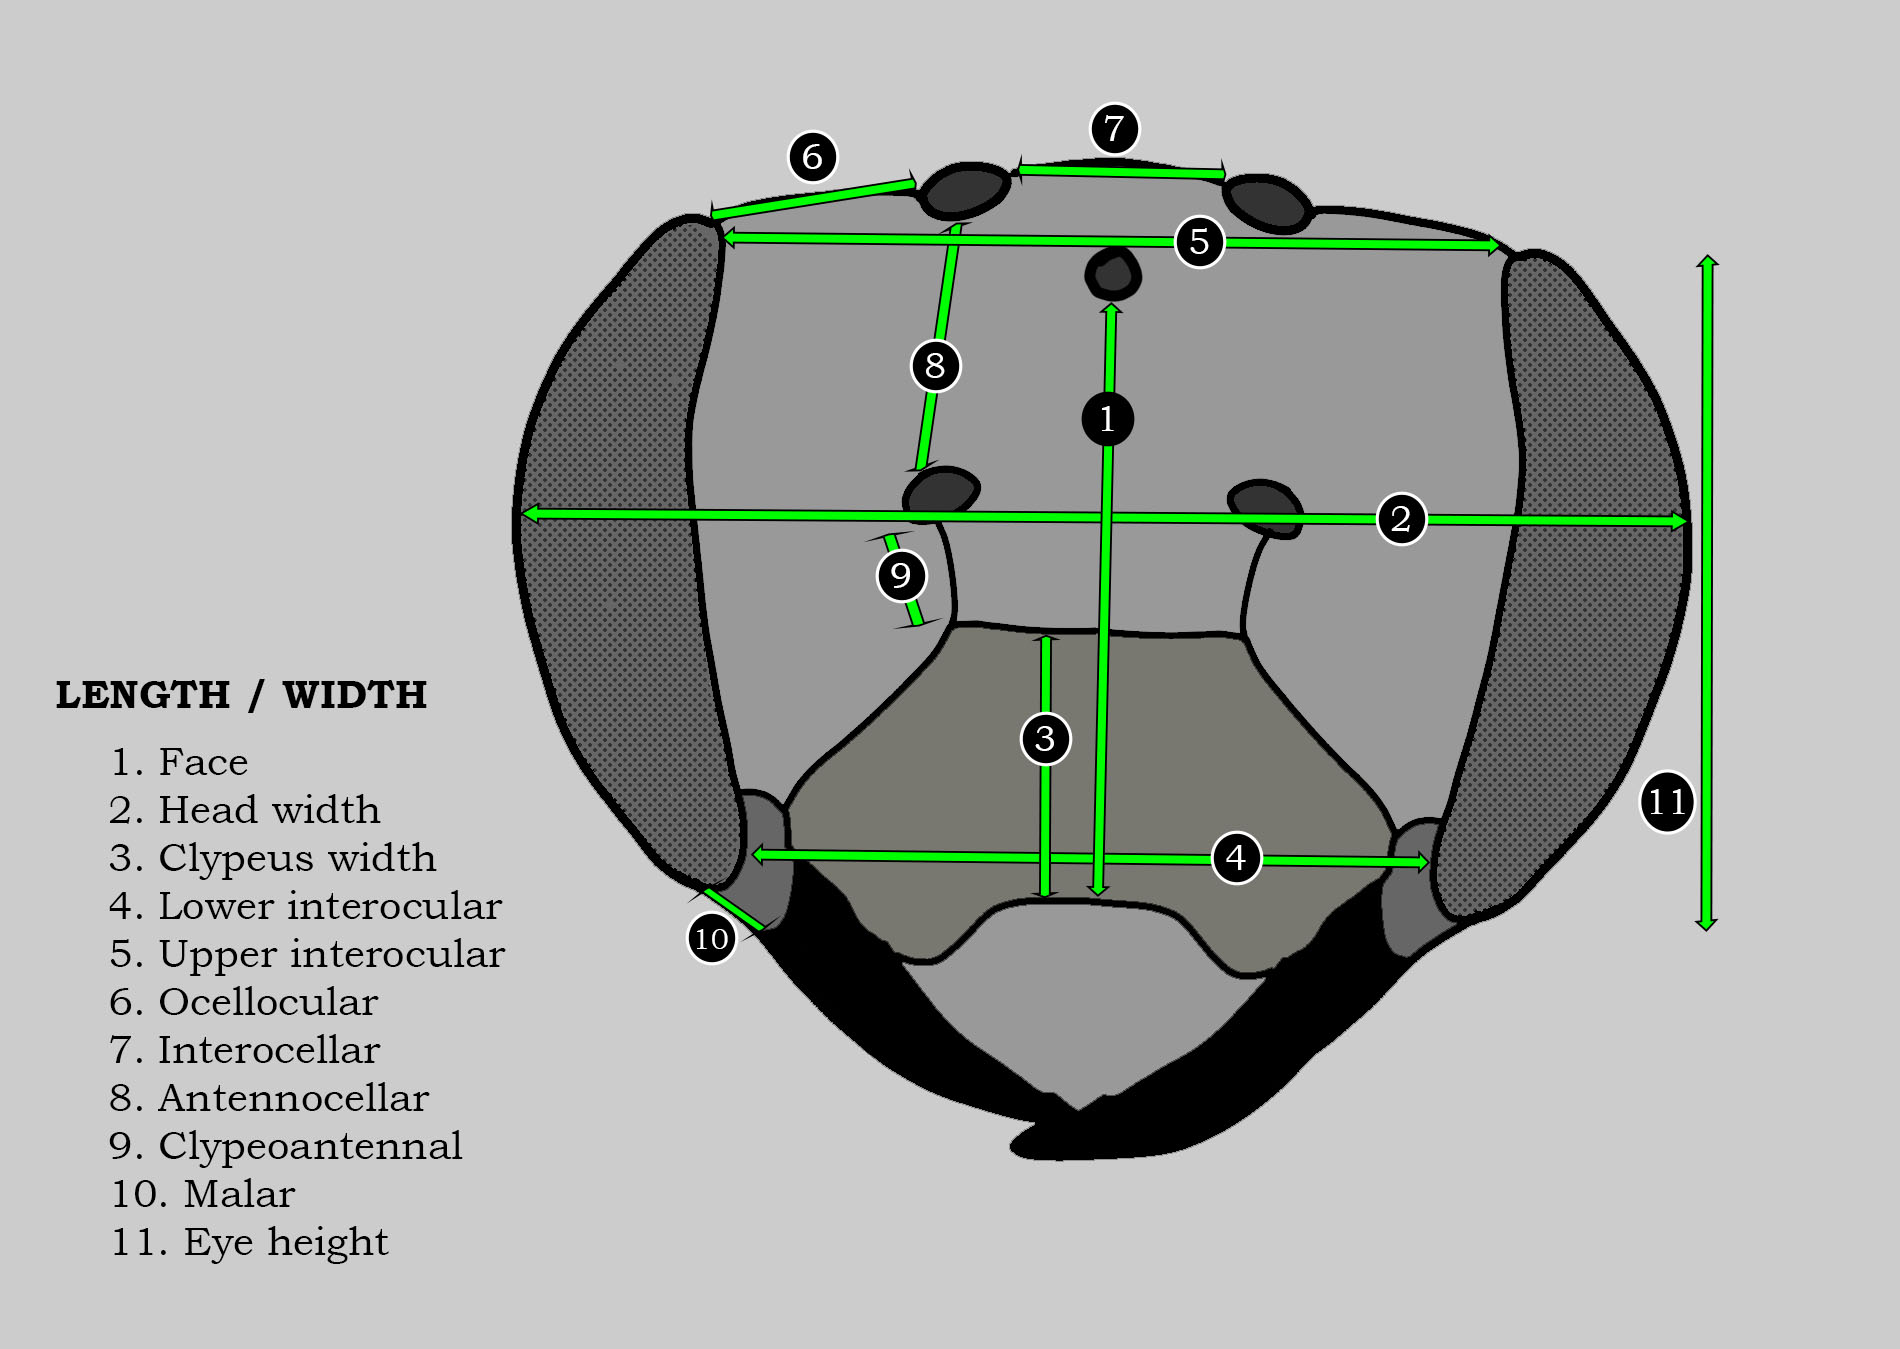 6
7
5
8
1
2
9
3
4
11
10
LENGTH / WIDTH
1. Face
2. Head width
3. Clypeus width
4. Lower interocular
5. Upper interocular
6. Ocellocular
7. Interocellar
8. Antennocellar
9. Clypeoantennal
10. Malar
11. Eye height